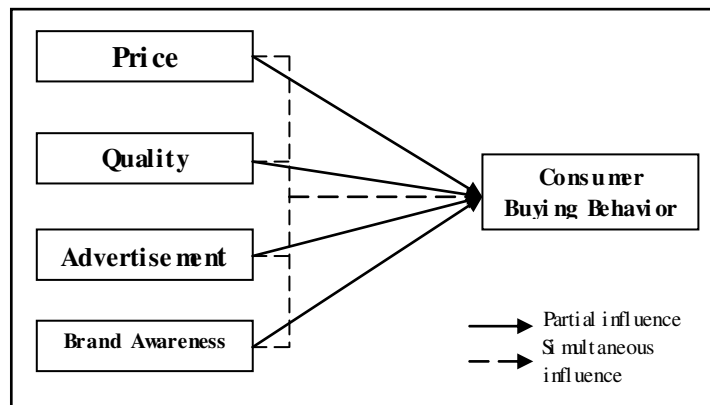 Price
Quality
Consumer
Buying Behavior
Advertisement
Brand Awareness
Partial influence
Simultaneous
influence